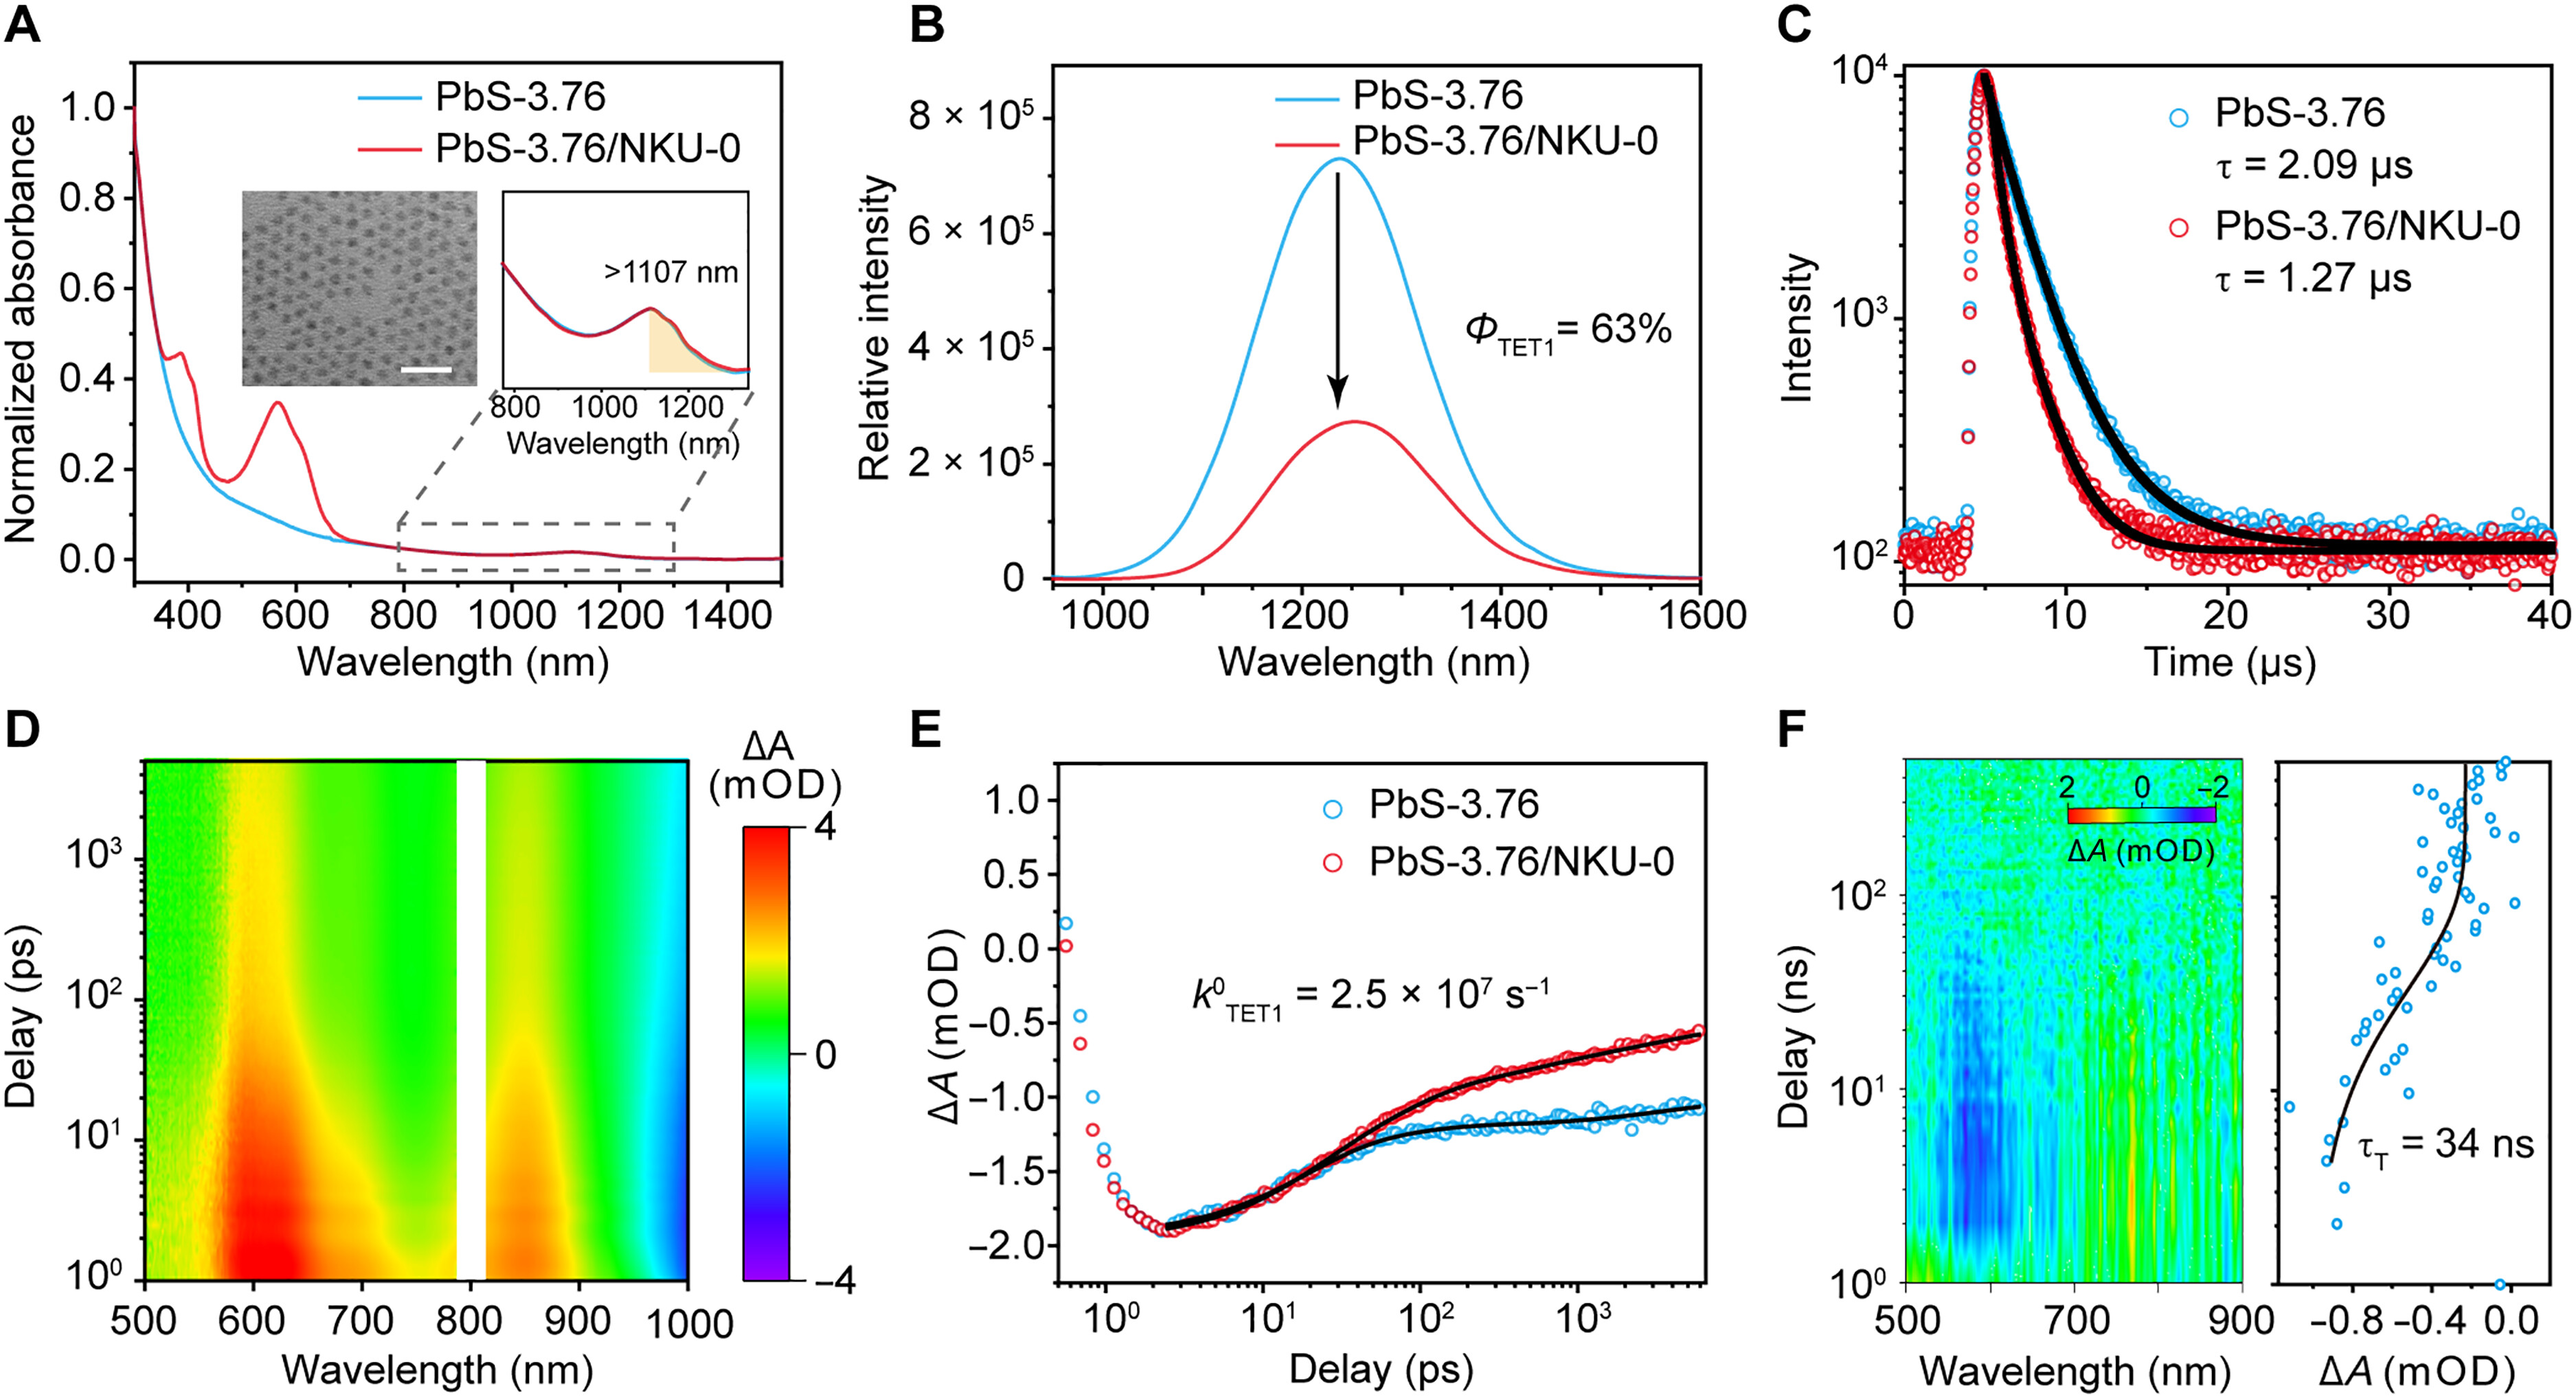 A
PbS-3.76
PbS-3.76/NKU-0
Normalized absorbance
1.0
0.8
0.6
0.4
0.2
0.0
>1107 nm
800 1000 1200
Wavelength (nm)
400 600 800 1000 1200 1400
Wavelength (nm)
B
PbS-3.76
PbS-3.76/NKU-0
Relative intensity
8 × 10⁵
6 × 10⁵
4 × 10⁵
2 × 10⁵
0
Φ_TET1 = 63%
1000 1200 1400 1600
Wavelength (nm)
C
PbS-3.76
τ = 2.09 µs
PbS-3.76/NKU-0
τ = 1.27 µs
Intensity
10⁴
10³
10²
0 10 20 30 40
Time (µs)
D
ΔA
(mOD)
4
0
−4
Delay (ps)
10³
10²
10¹
10⁰
500 600 700 800 900 1000
Wavelength (nm)
E
PbS-3.76
PbS-3.76/NKU-0
k⁰_TET1 = 2.5 × 10⁷ s⁻¹
ΔA (mOD)
1.0
0.5
0.0
−0.5
−1.0
−1.5
−2.0
10⁰ 10¹ 10² 10³
Delay (ps)
F
2 0 −2
ΔA (mOD)
Delay (ns)
10²
10¹
10⁰
500 700 900
Wavelength (nm)
τ_T = 34 ns
−0.8 −0.4 0.0
ΔA (mOD)